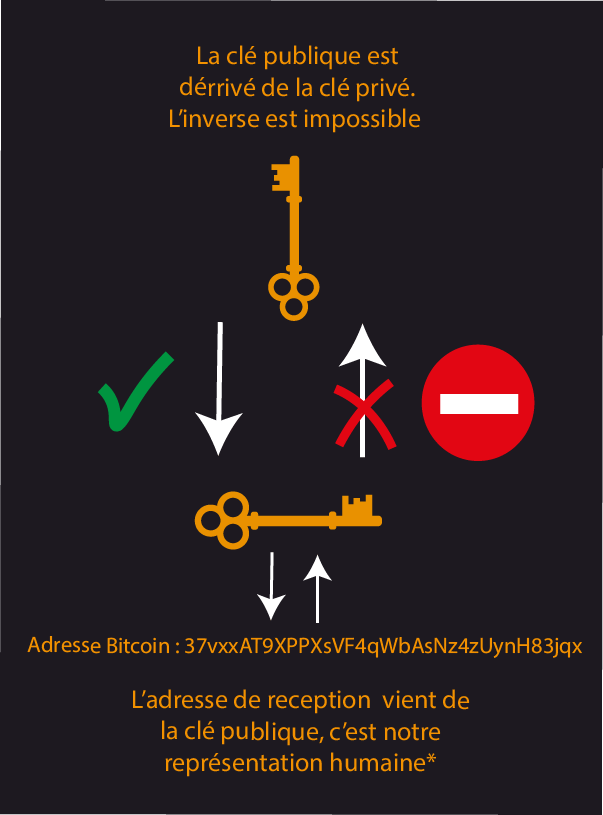 La clé publique est
dérrivé de la clé privé.
L'inverse est impossible
Adresse Bitcoin : 37vxxAT9XPPXsVF4qWbAsNz4zUynH83jqx
L'adresse de reception vient de
la clé publique, c'est notre
représentation humaine*